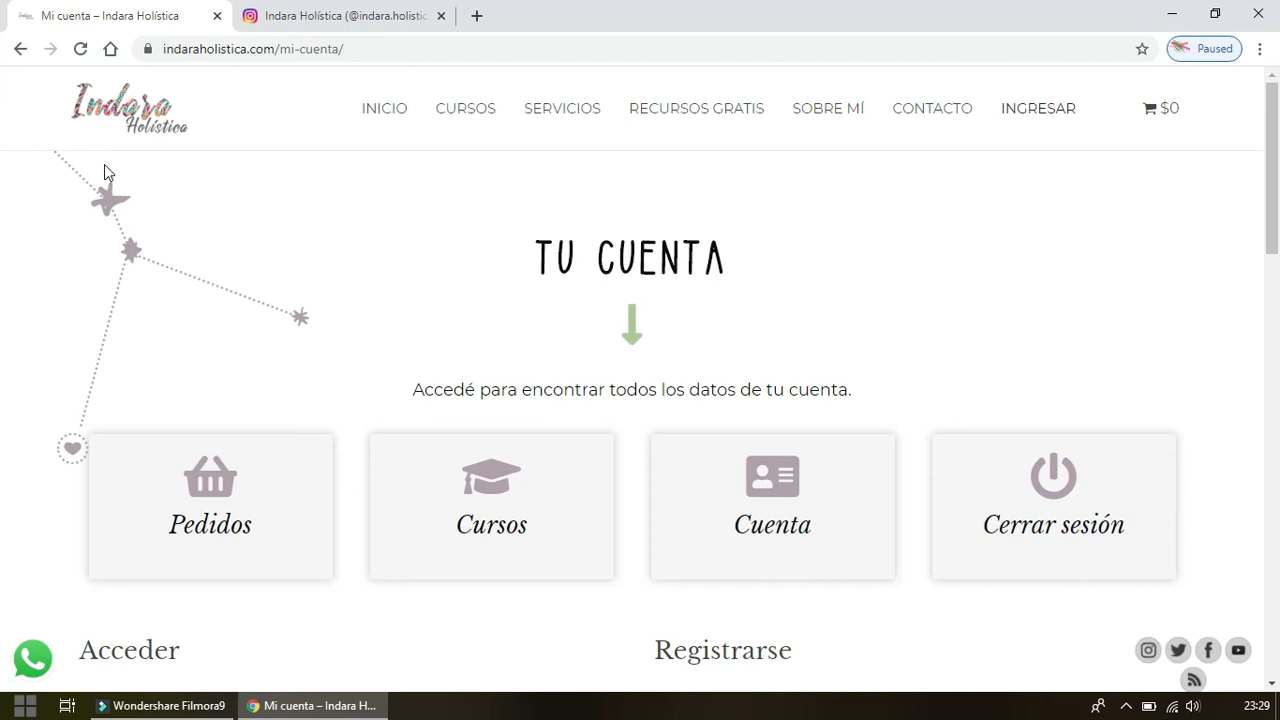 Mi cuenta – Indara Holística
Indara Holística (@indara.holistic
indaraholistica.com/mi-cuenta/
Paused
Indara
Holística
INICIO
CURSOS
SERVICIOS
RECURSOS GRATIS
SOBRE MÍ
CONTACTO
INGRESAR
$0
TU CUENTA
Accedé para encontrar todos los datos de tu cuenta.
Pedidos
Cursos
Cuenta
Cerrar sesión
Acceder
Registrarse
Wondershare Filmora9
Mi cuenta – Indara H...
23:29